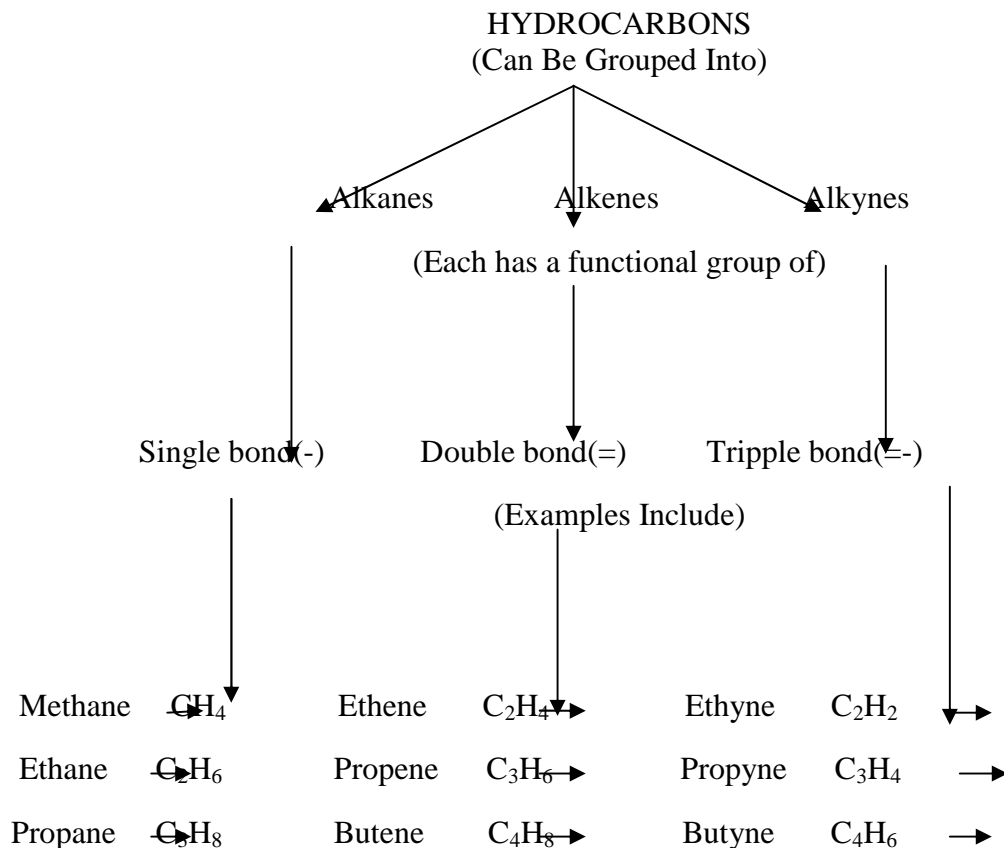 HYDROCARBONS
(Can Be Grouped Into)
Alkanes Alkenes Alkynes
(Each has a functional group of)
Single bond(-) Double bond(=) Tripple bond(=-)
(Examples Include)
Methane CH₄ Ethene C₂H₄ Ethyne C₂H₂
Ethane C₂H₆ Propene C₃H₆ Propyne C₃H₄
Propane C₃H₈ Butene C₄H₈ Butyne C₄H₆